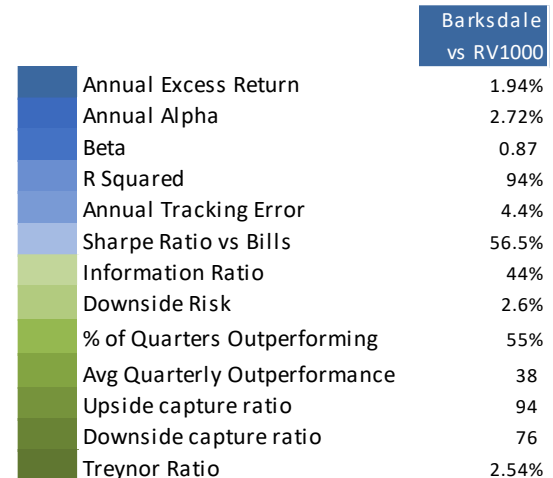 Barksdale
vs RV1000
Annual Excess Return 1.94%
Annual Alpha 2.72%
Beta 0.87
R Squared 94%
Annual Tracking Error 4.4%
Sharpe Ratio vs Bills 56.5%
Information Ratio 44%
Downside Risk 2.6%
% of Quarters Outperforming 55%
Avg Quarterly Outperformance 38
Upside capture ratio 94
Downside capture ratio 76
Treynor Ratio 2.54%